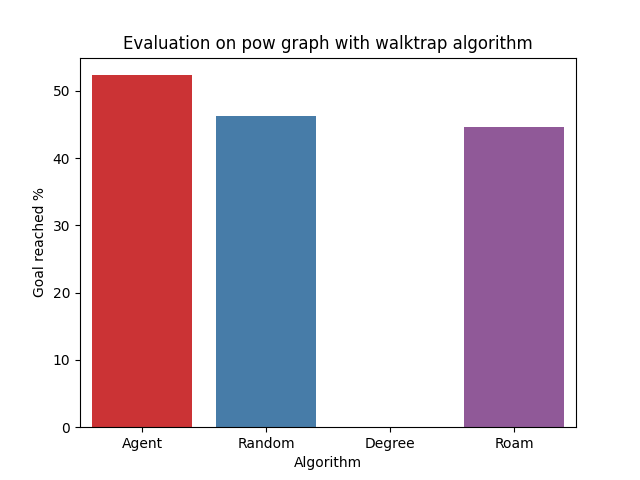 Evaluation on pow graph with walktrap algorithm
50
40
30
20
10
0
Goal reached %
Agent Random Degree Roam
Algorithm